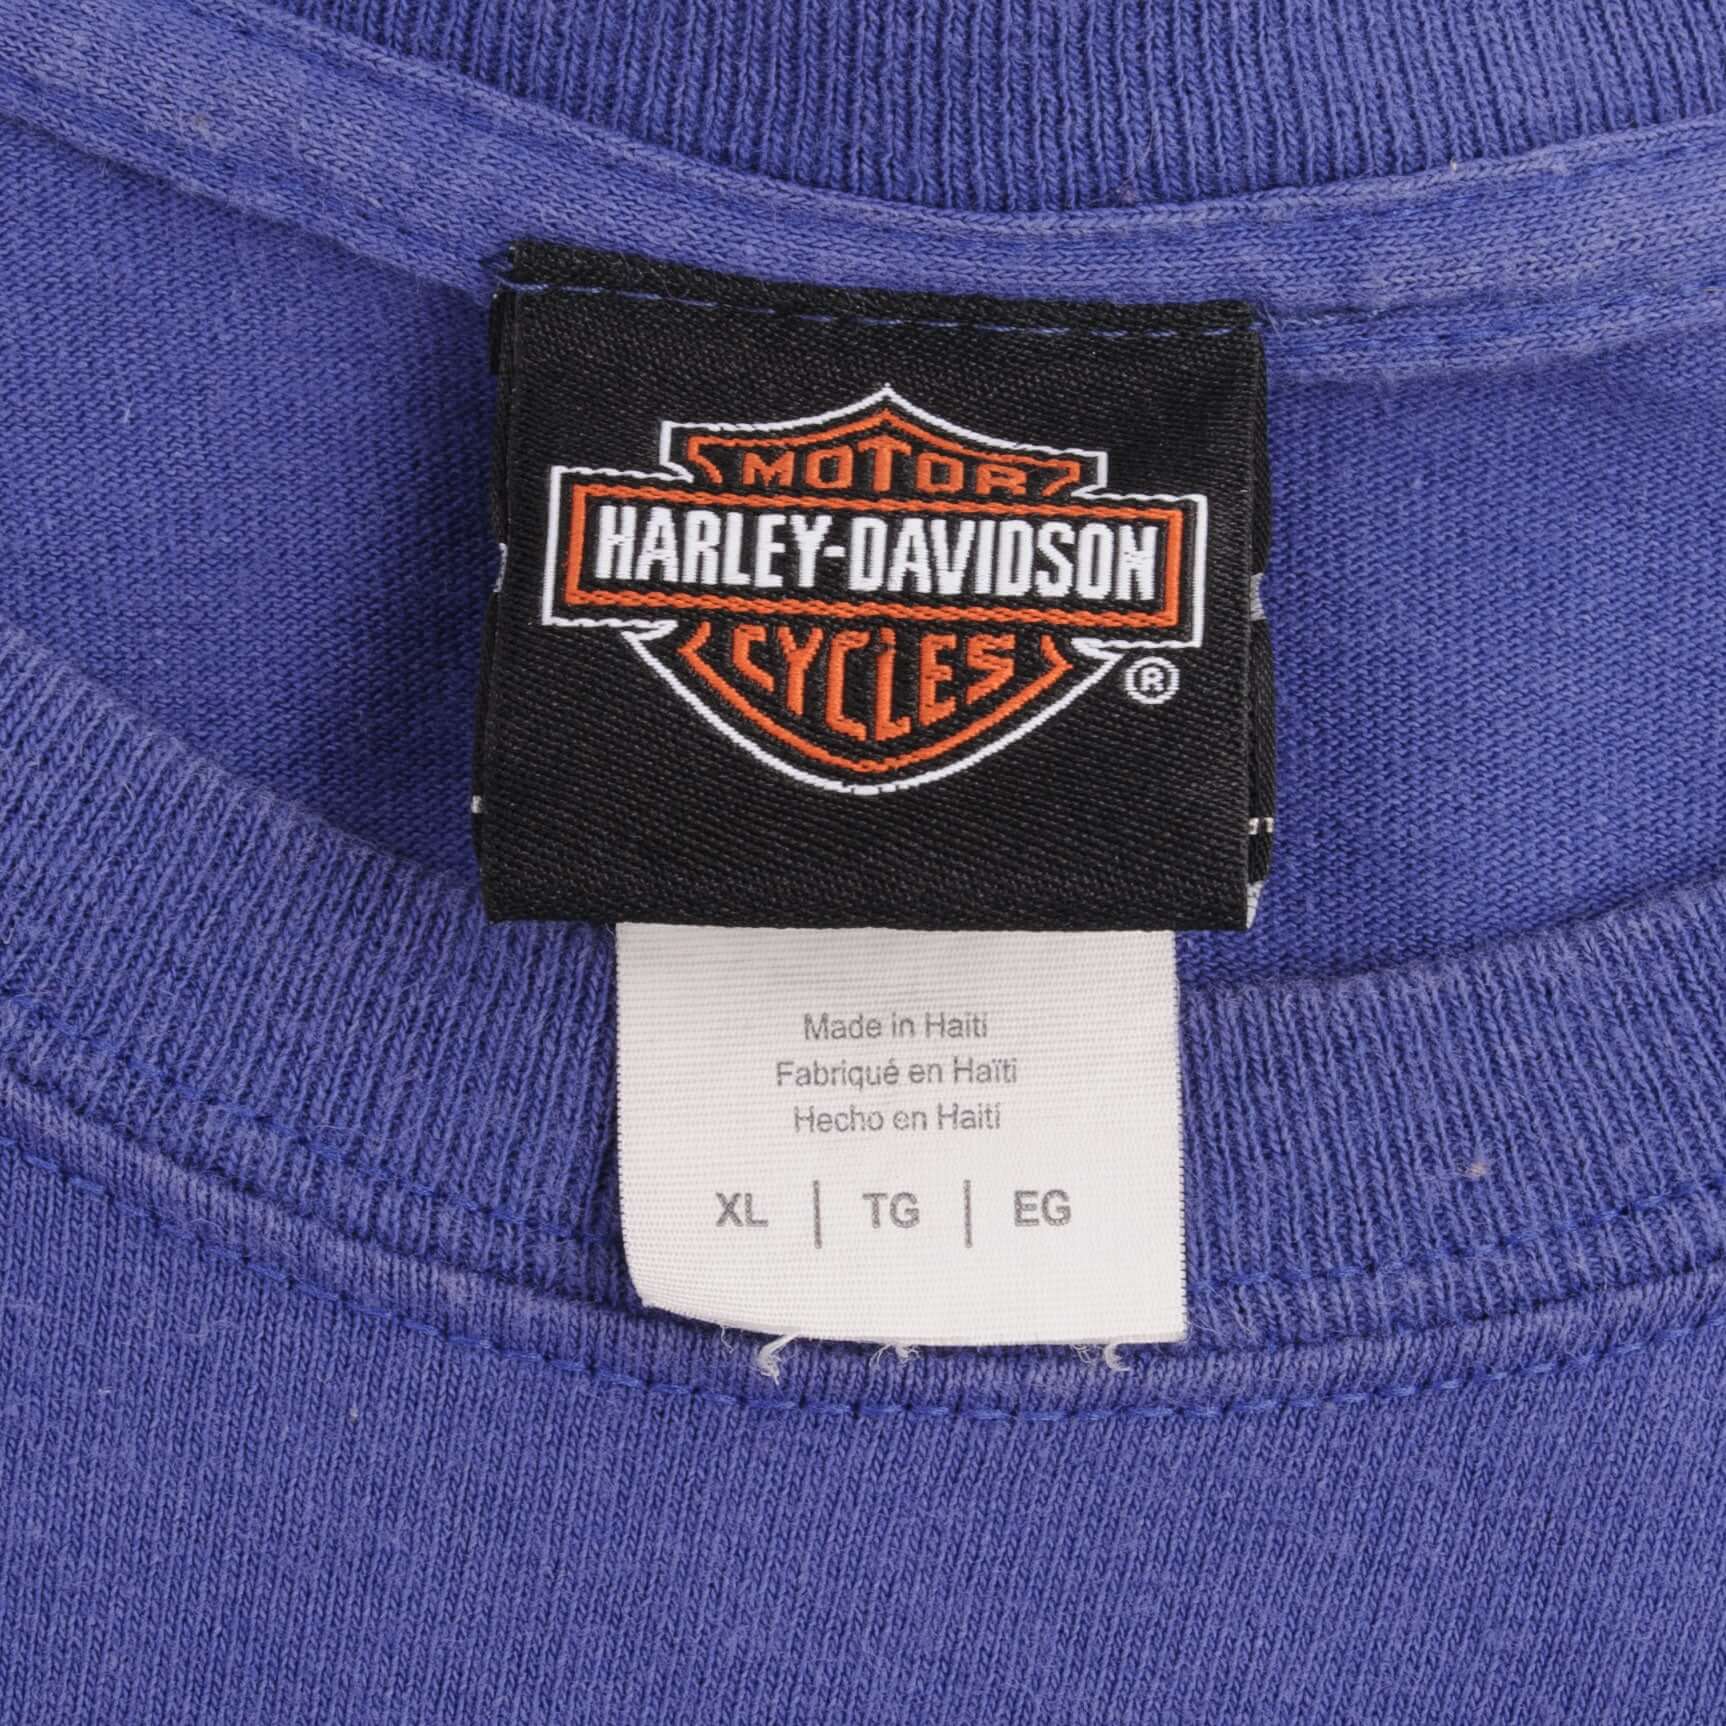 MOTOR
HARLEY-DAVIDSON
CYCLES
®
Made in Haiti
Fabriqué en Haïti
Hecho en Haití
XL | TG | EG